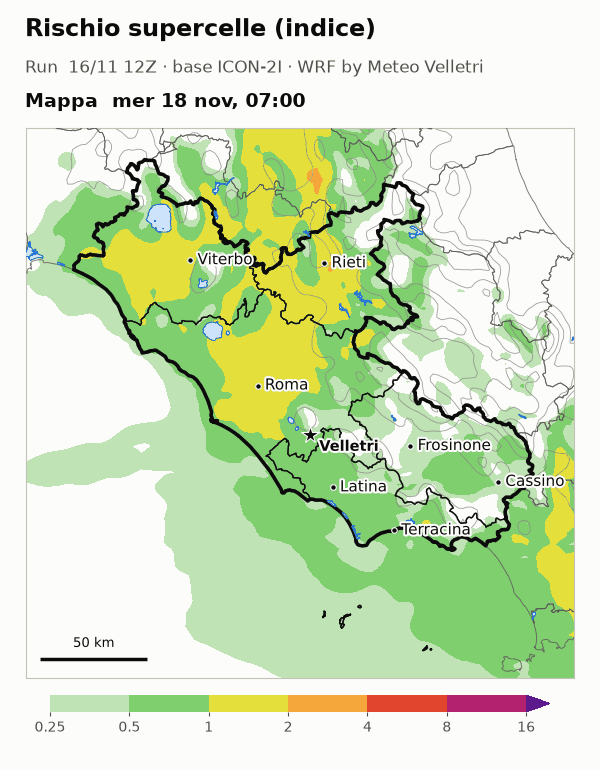 Rischio supercelle (indice)
Run  16/11 12Z · base ICON-2I · WRF by Meteo Velletri
Mappa  mer 18 nov, 07:00
Viterbo
Rieti
Roma
Velletri
Frosinone
Cassino
Latina
Terracina
50 km
0.25 0.5 1 2 4 8 16